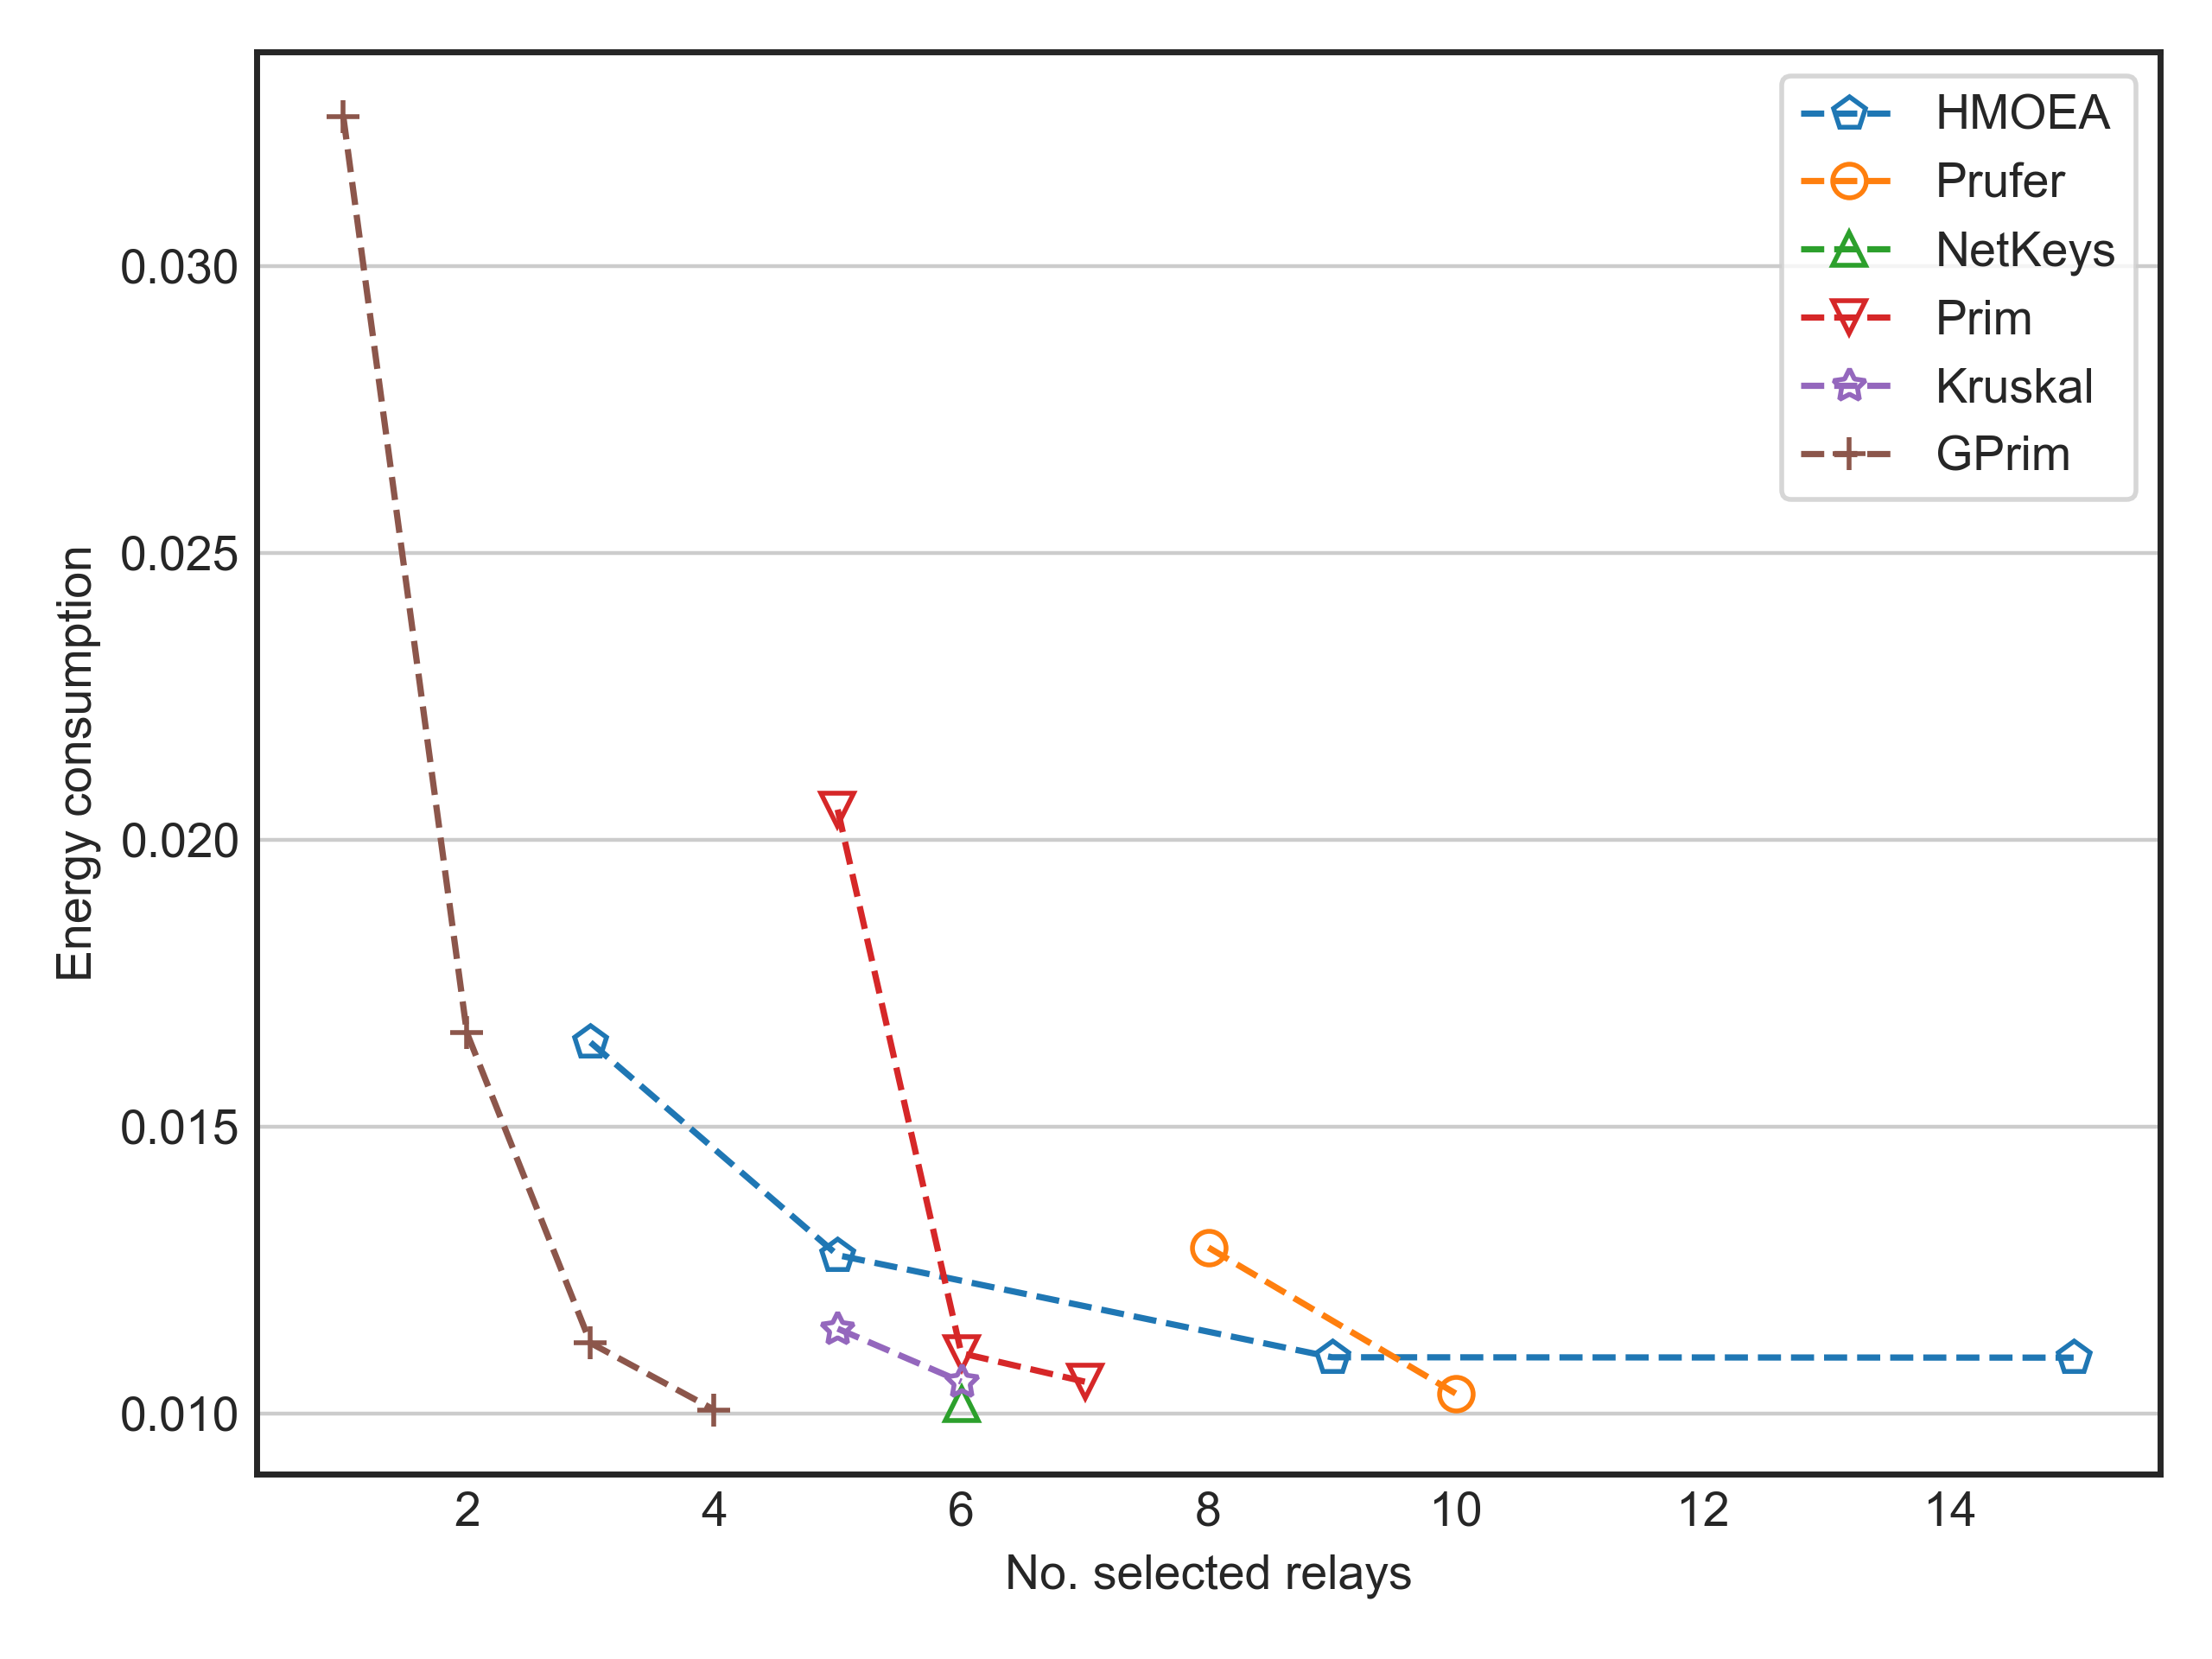 HMOEA
Prufer
NetKeys
Prim
Kruskal
GPrim
0.030
0.025
0.020
0.015
0.010
Energy consumption
2 4 6 8 10 12 14
No. selected relays